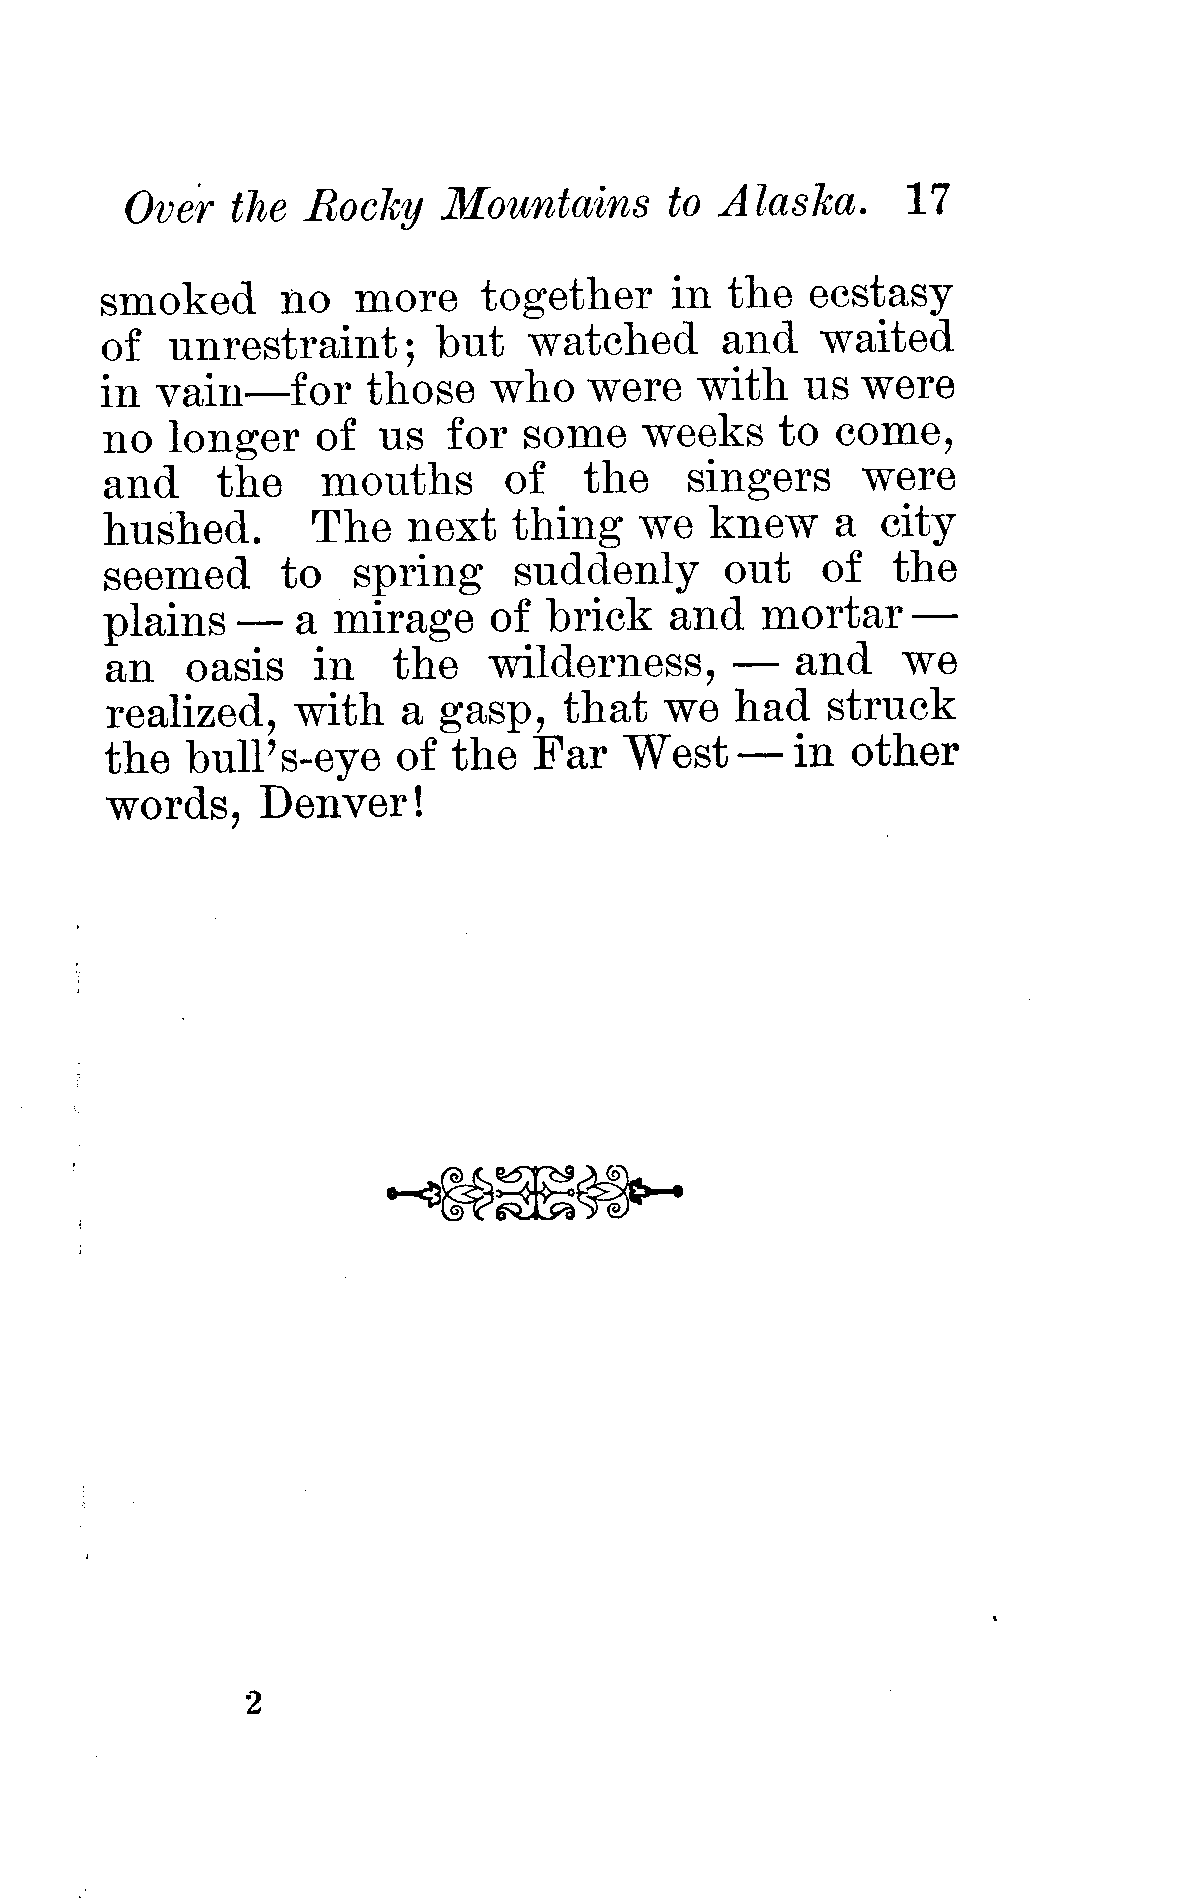 Over the Rocky Mountains to Alaska. 17
smoked no more together in the ecstasy
of unrestraint; but watched and waited
in vain—for those who were with us were
no longer of us for some weeks to come,
and the mouths of the singers were
hushed. The next thing we knew a city
seemed to spring suddenly out of the
plains — a mirage of brick and mortar —
an oasis in the wilderness, — and we
realized, with a gasp, that we had struck
the bull's-eye of the Far West — in other
words, Denver!
2